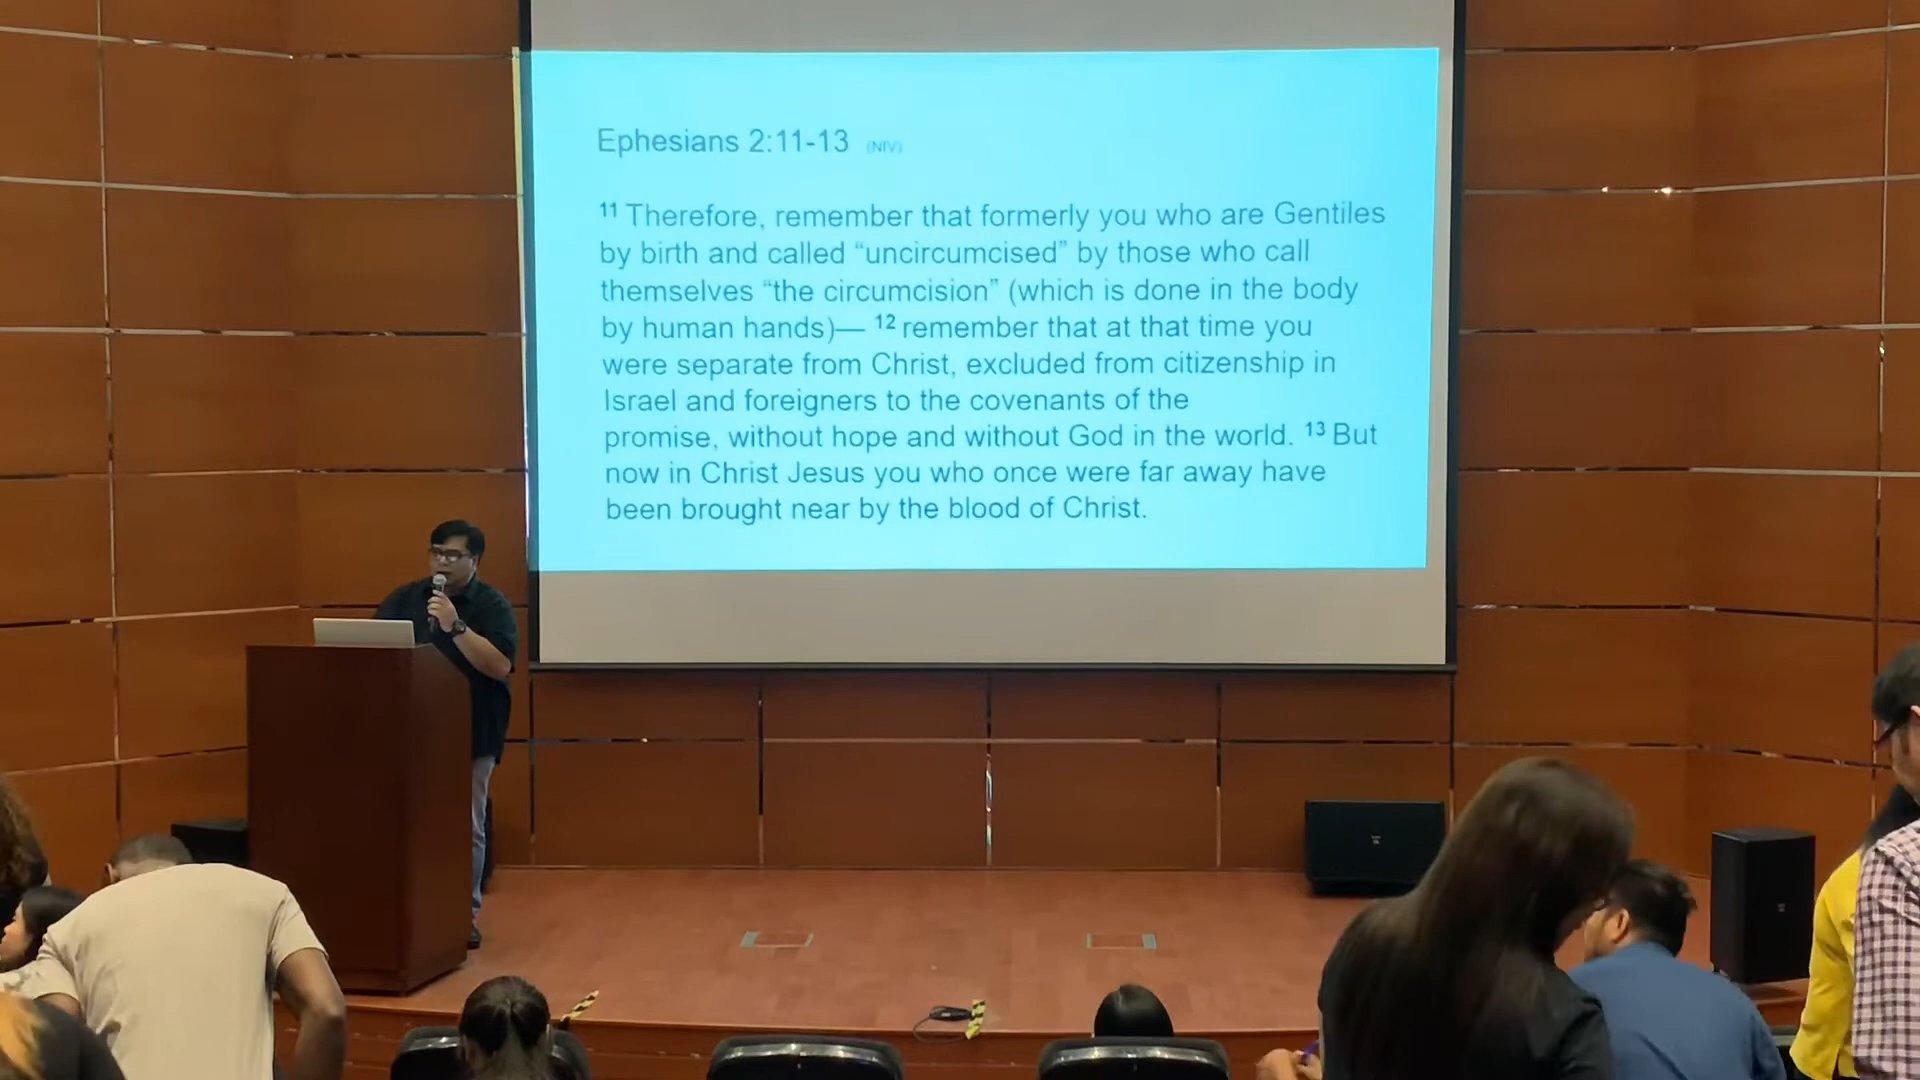 Ephesians 2:11-13 (NIV)
11 Therefore, remember that formerly you who are Gentiles
by birth and called “uncircumcised” by those who call
themselves “the circumcision” (which is done in the body
by human hands)— 12 remember that at that time you
were separate from Christ, excluded from citizenship in
Israel and foreigners to the covenants of the
promise, without hope and without God in the world. 13 But
now in Christ Jesus you who once were far away have
been brought near by the blood of Christ.